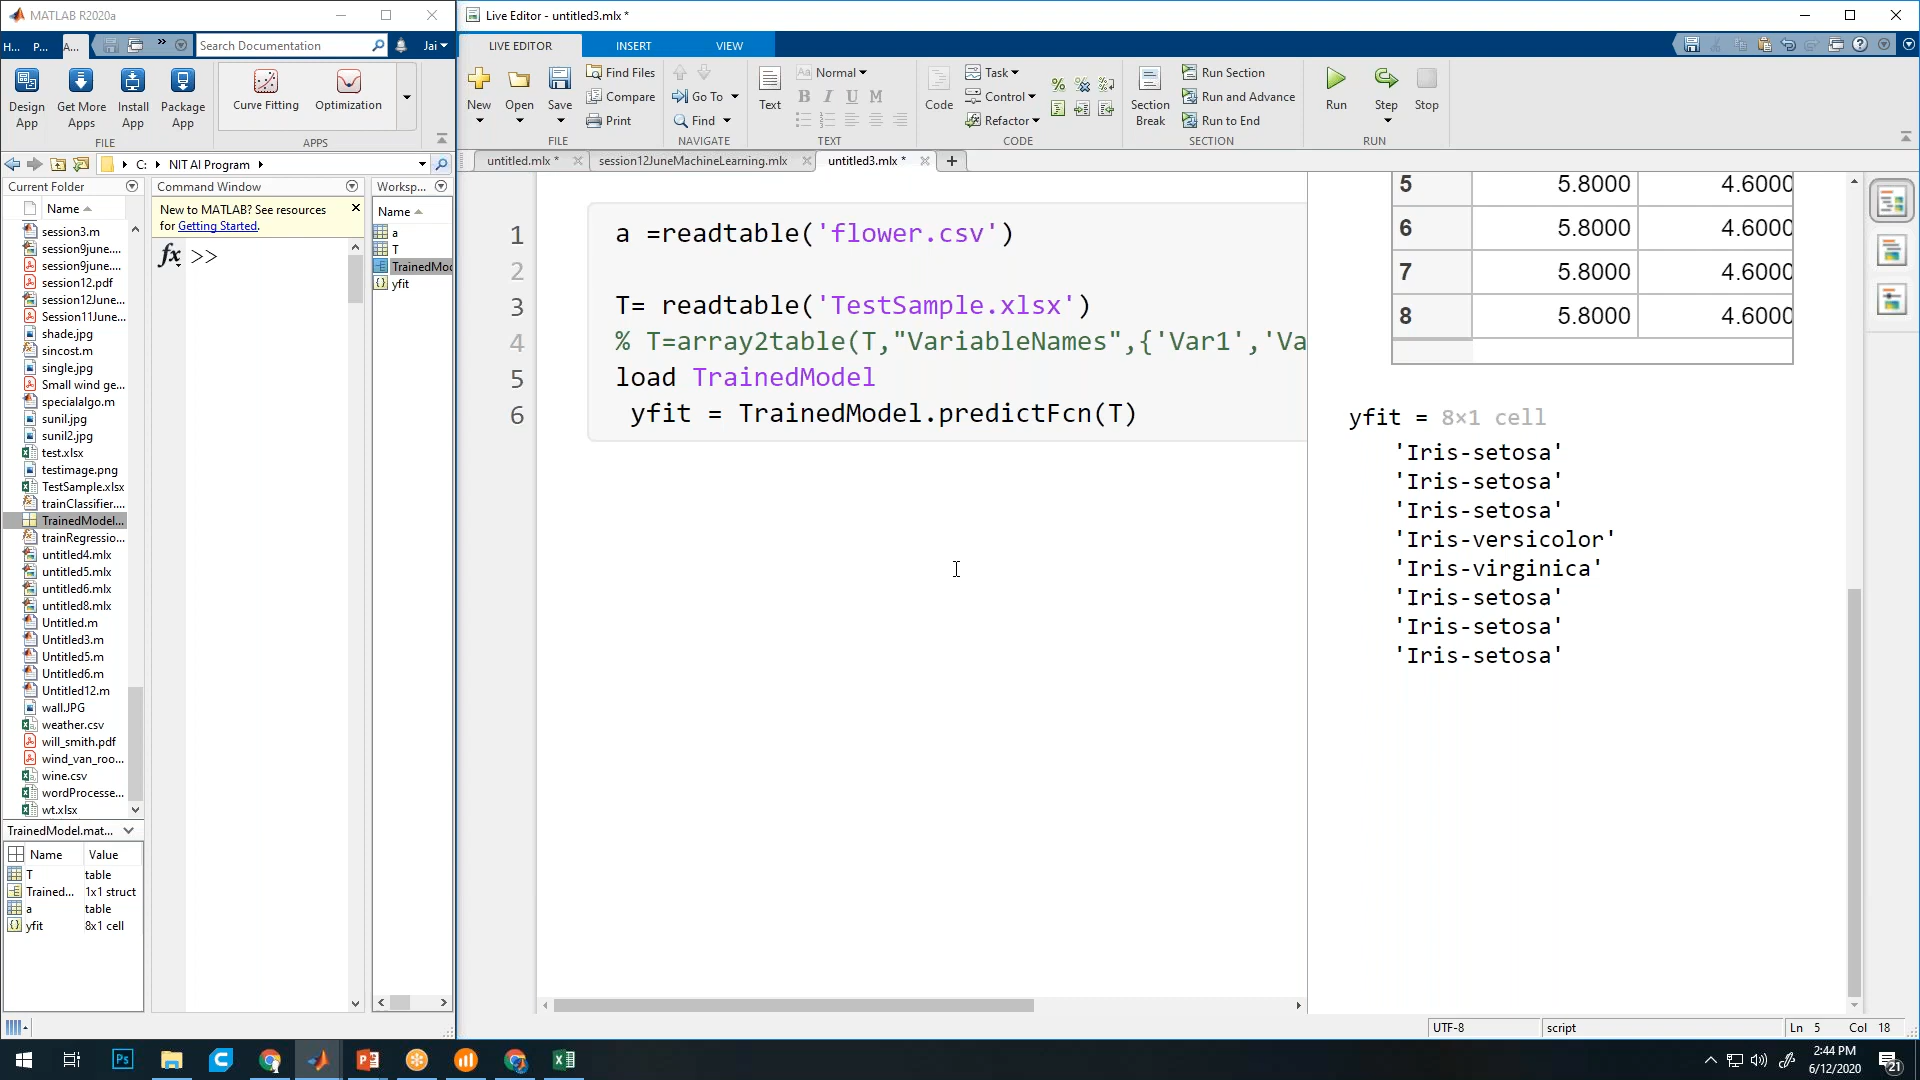 MATLAB R2020a
H... P... A...
Search Documentation
Jai
Design App
Get More Apps
Install App
Package App
Curve Fitting
Optimization
FILE
APPS
C: NIT AI Program
Current Folder
Name
session3.m
session9june....
session9june....
session12.pdf
session12June...
Session11June...
shade.jpg
sincost.m
single.jpg
Small wind ge...
specialalgo.m
sunil.jpg
sunil2.jpg
test.xlsx
testimage.png
TestSample.xlsx
trainClassifier....
TrainedModel...
trainRegressio...
untitled4.mlx
untitled5.mlx
untitled6.mlx
untitled8.mlx
Untitled.m
Untitled3.m
Untitled5.m
Untitled6.m
Untitled12.m
wall.JPG
weather.csv
will_smith.pdf
wind_van_roo...
wine.csv
wordProcesse...
wt.xlsx
TrainedModel.mat...
Name Value
T table
Trained... 1x1 struct
a table
yfit 8x1 cell
Command Window
New to MATLAB? See resources
for Getting Started.
fx >>
Worksp...
Name
a
T
TrainedMod
yfit
Live Editor - untitled3.mlx *
LIVE EDITOR
INSERT
VIEW
New
Open
Save
Find Files
Compare
Print
FILE
Go To
Find
NAVIGATE
Text
Aa Normal
B I U M
TEXT
Code
Task
Control
Refactor
CODE
Section Break
Run Section
Run and Advance
Run to End
SECTION
Run
Step
Stop
RUN
untitled.mlx *
session12JuneMachineLearning.mlx
untitled3.mlx *
1 a =readtable('flower.csv')
2
3 T= readtable('TestSample.xlsx')
4 % T=array2table(T,"VariableNames",{'Var1','Va
5 load TrainedModel
6 yfit = TrainedModel.predictFcn(T)
5 5.8000 4.6000
6 5.8000 4.6000
7 5.8000 4.6000
8 5.8000 4.6000
yfit = 8×1 cell
'Iris-setosa'
'Iris-setosa'
'Iris-setosa'
'Iris-versicolor'
'Iris-virginica'
'Iris-setosa'
'Iris-setosa'
'Iris-setosa'
UTF-8
script
Ln 5 Col 18
Ps
2:44 PM
6/12/2020
21